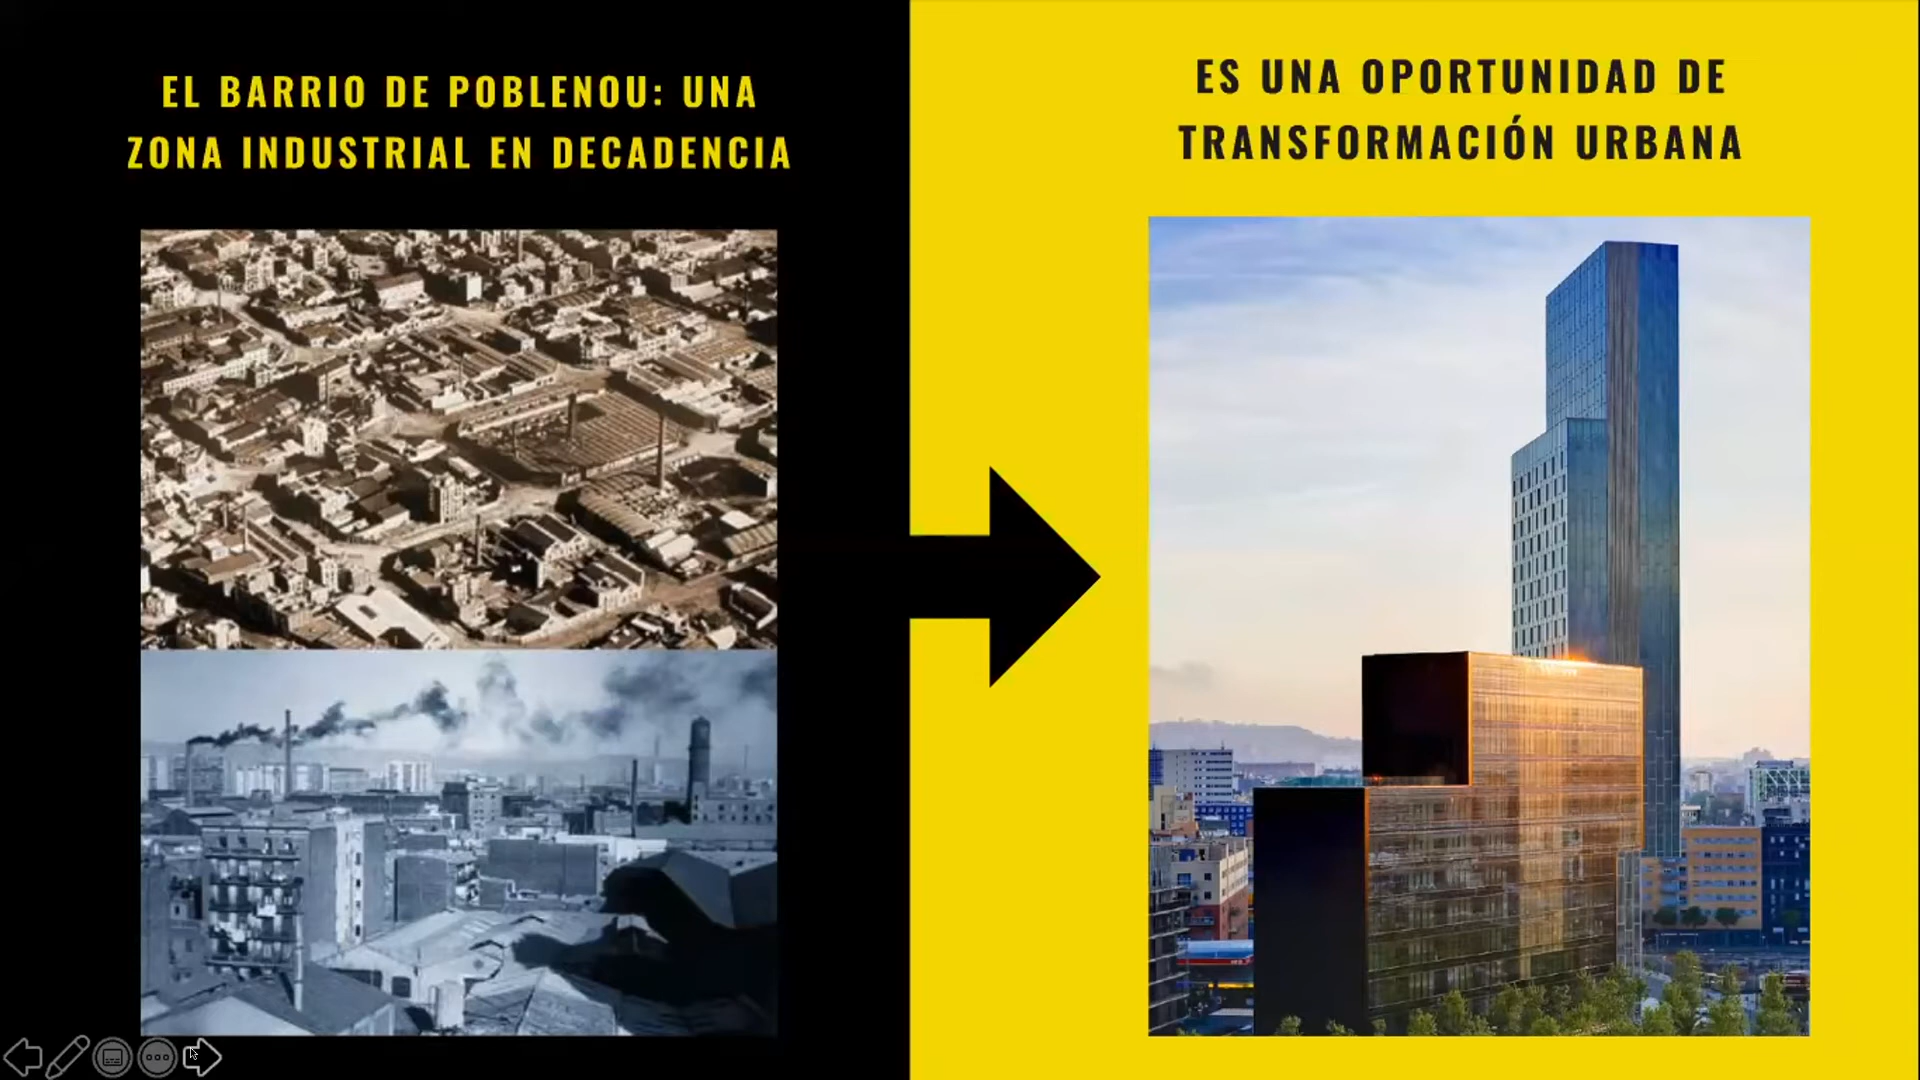 EL BARRIO DE POBLENOU: UNA
ZONA INDUSTRIAL EN DECADENCIA
ES UNA OPORTUNIDAD DE
TRANSFORMACIÓN URBANA